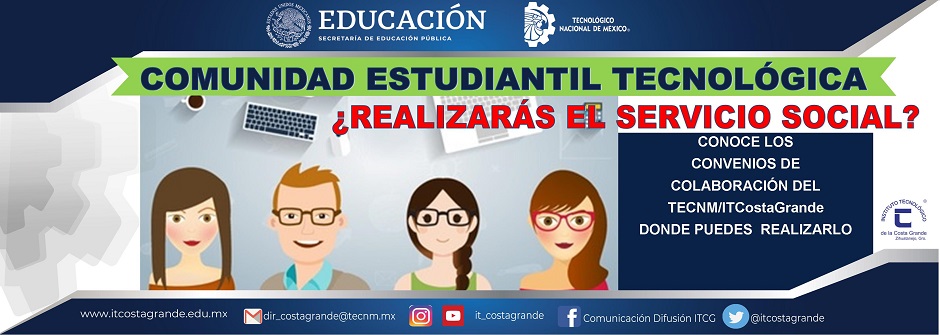 EDUCACIÓN
SECRETARÍA DE EDUCACIÓN PÚBLICA
TECNOLÓGICO
NACIONAL DE MÉXICO®
COMUNIDAD ESTUDIANTIL TECNOLÓGICA
¿REALIZARÁS EL SERVICIO SOCIAL?
CONOCE LOS
CONVENIOS DE
COLABORACIÓN DEL
TECNM/ITCostaGrande
DONDE PUEDES REALIZARLO
INSTITUTO TECNOLÓGICO
de la Costa Grande
Zihuatanejo, Gro.
www.itcostagrande.edu.mx
dir_costagrande@tecnm.mx
it_costagrande
Comunicación Difusión ITCG
@itcostagrande